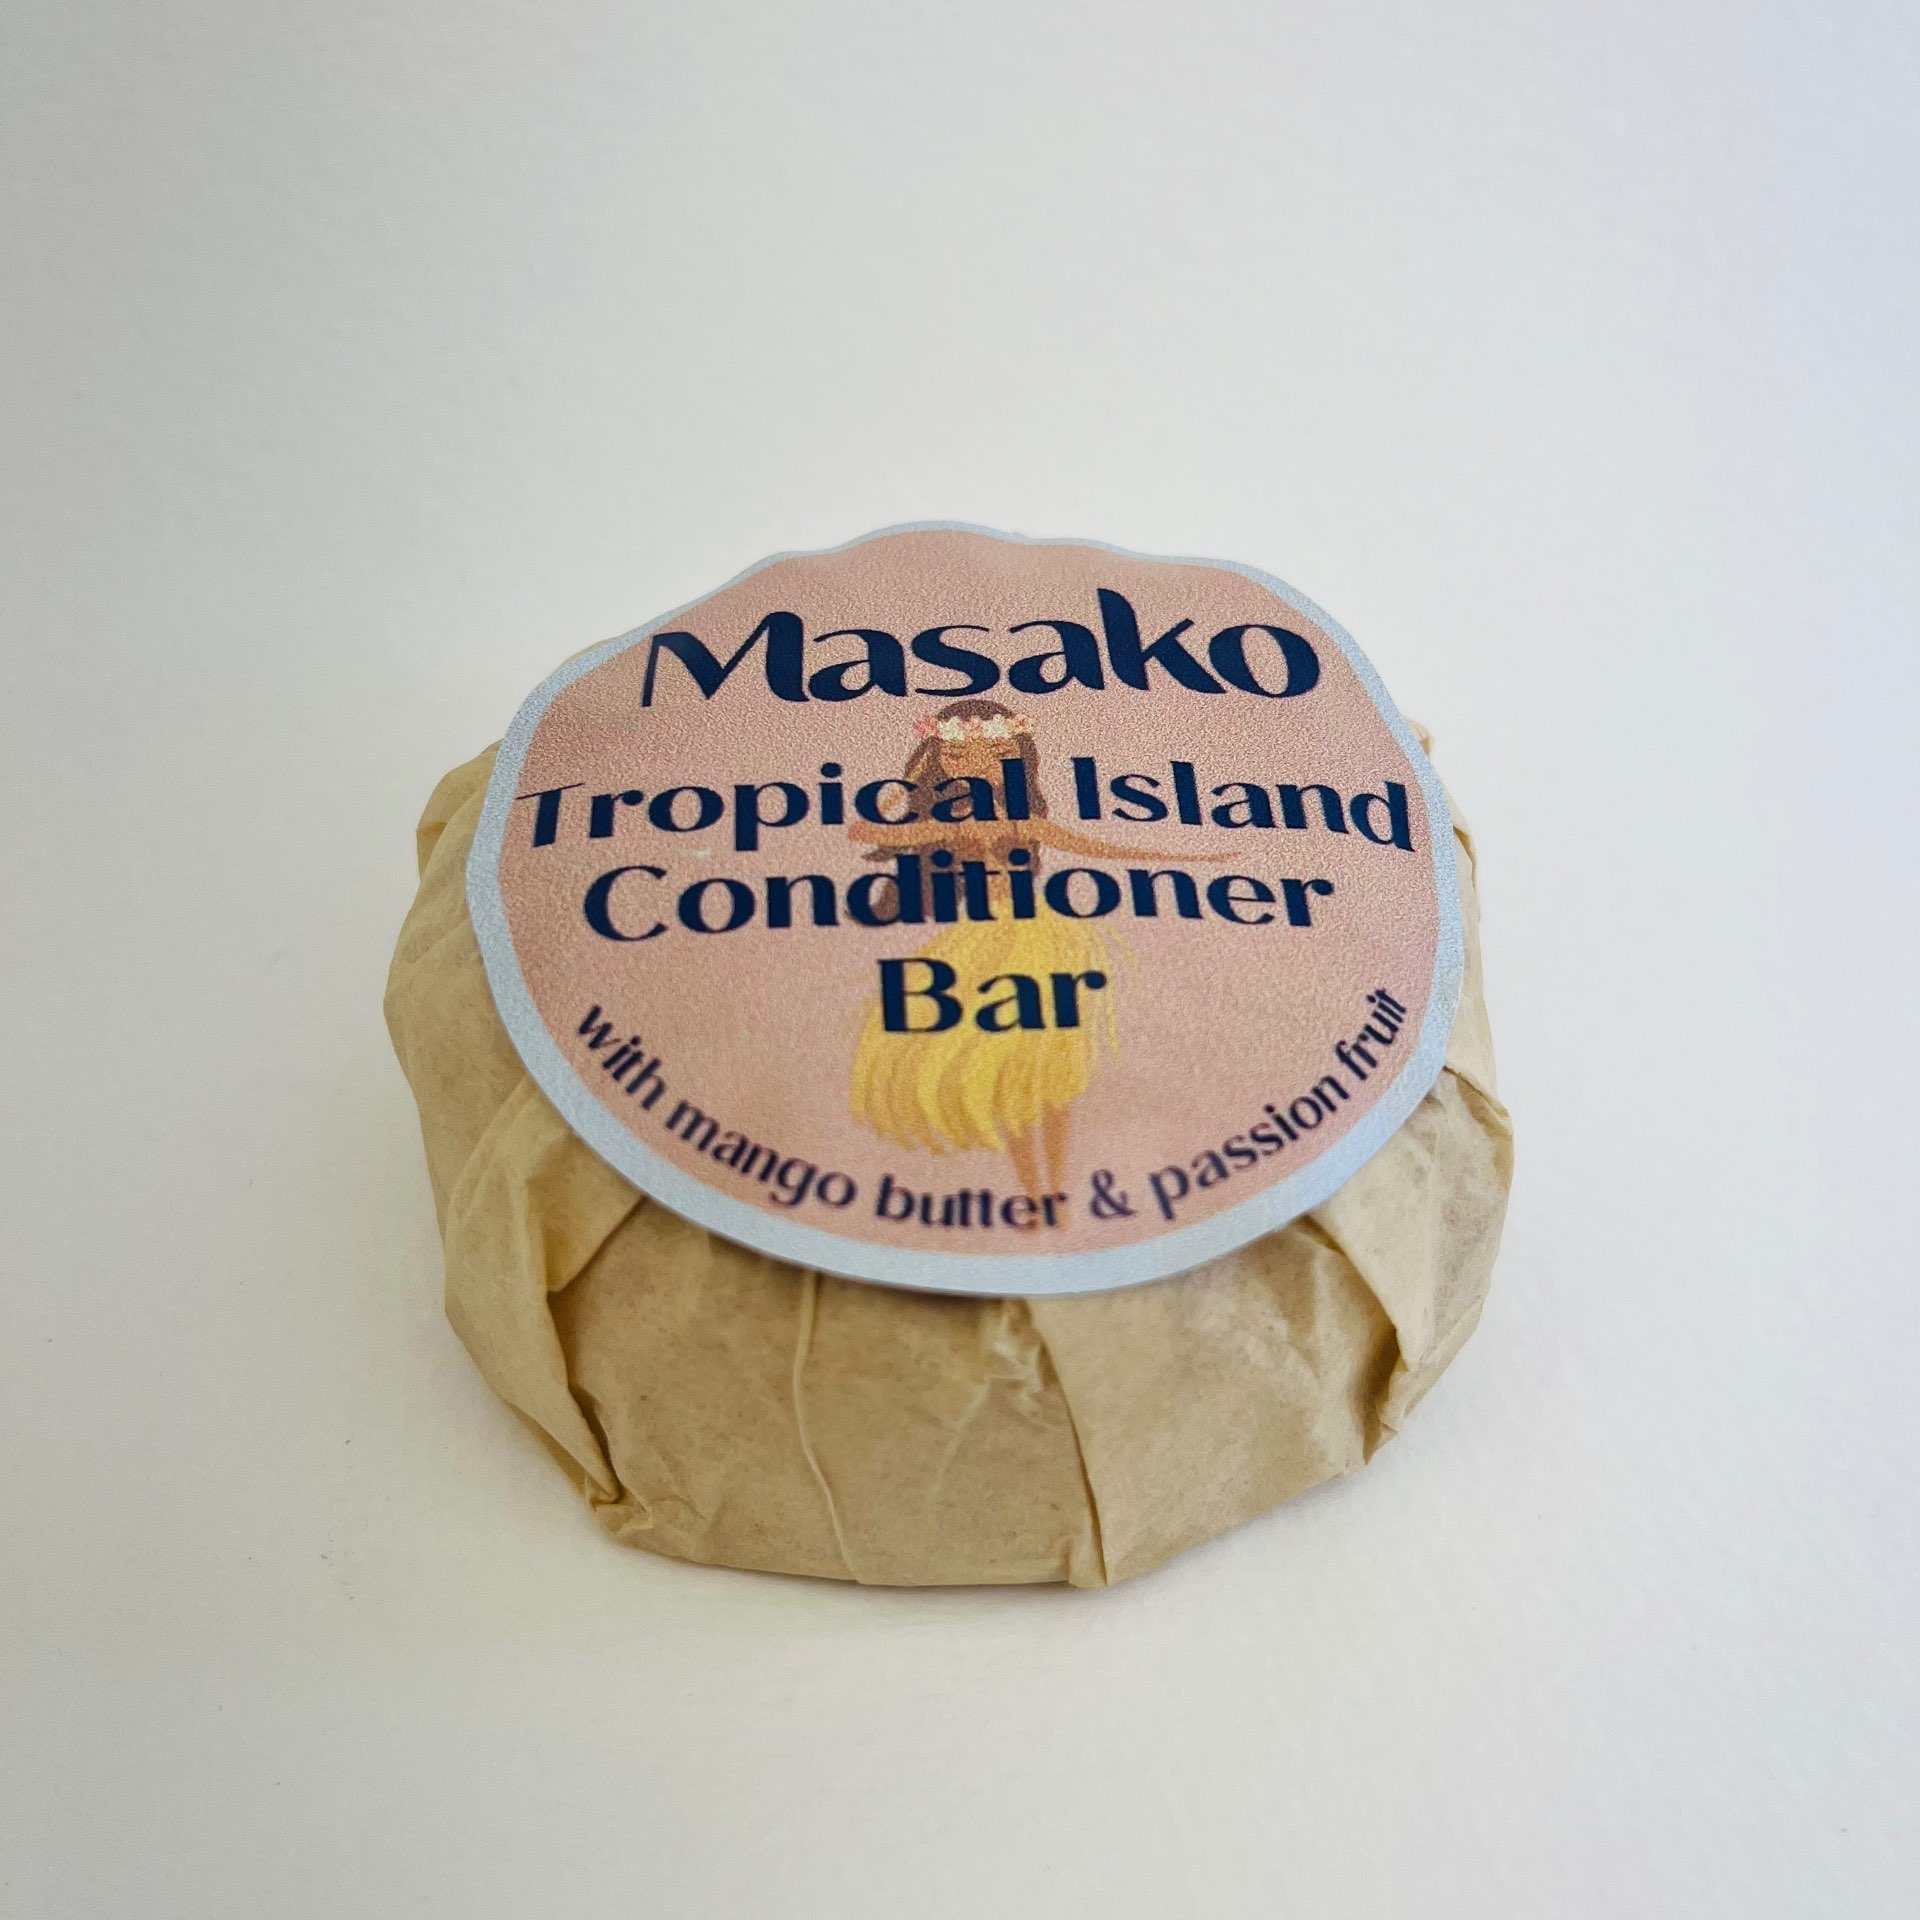 Masako
Tropical Island
Conditioner
Bar
with mango butter & passion fruit